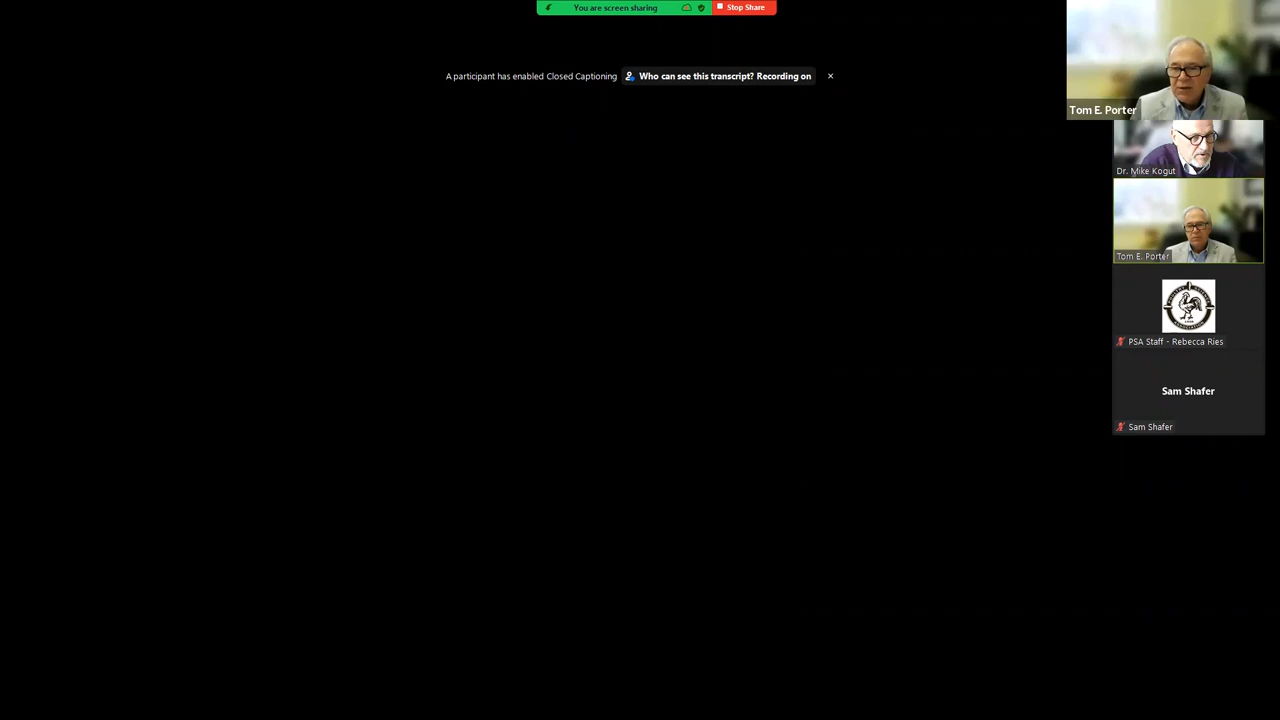 You are screen sharing
Stop Share
A participant has enabled Closed Captioning
Who can see this transcript? Recording on
Tom E. Porter
Dr. Mike Kogut
Tom E. Porter
PSA Staff - Rebecca Ries
Sam Shafer
Sam Shafer